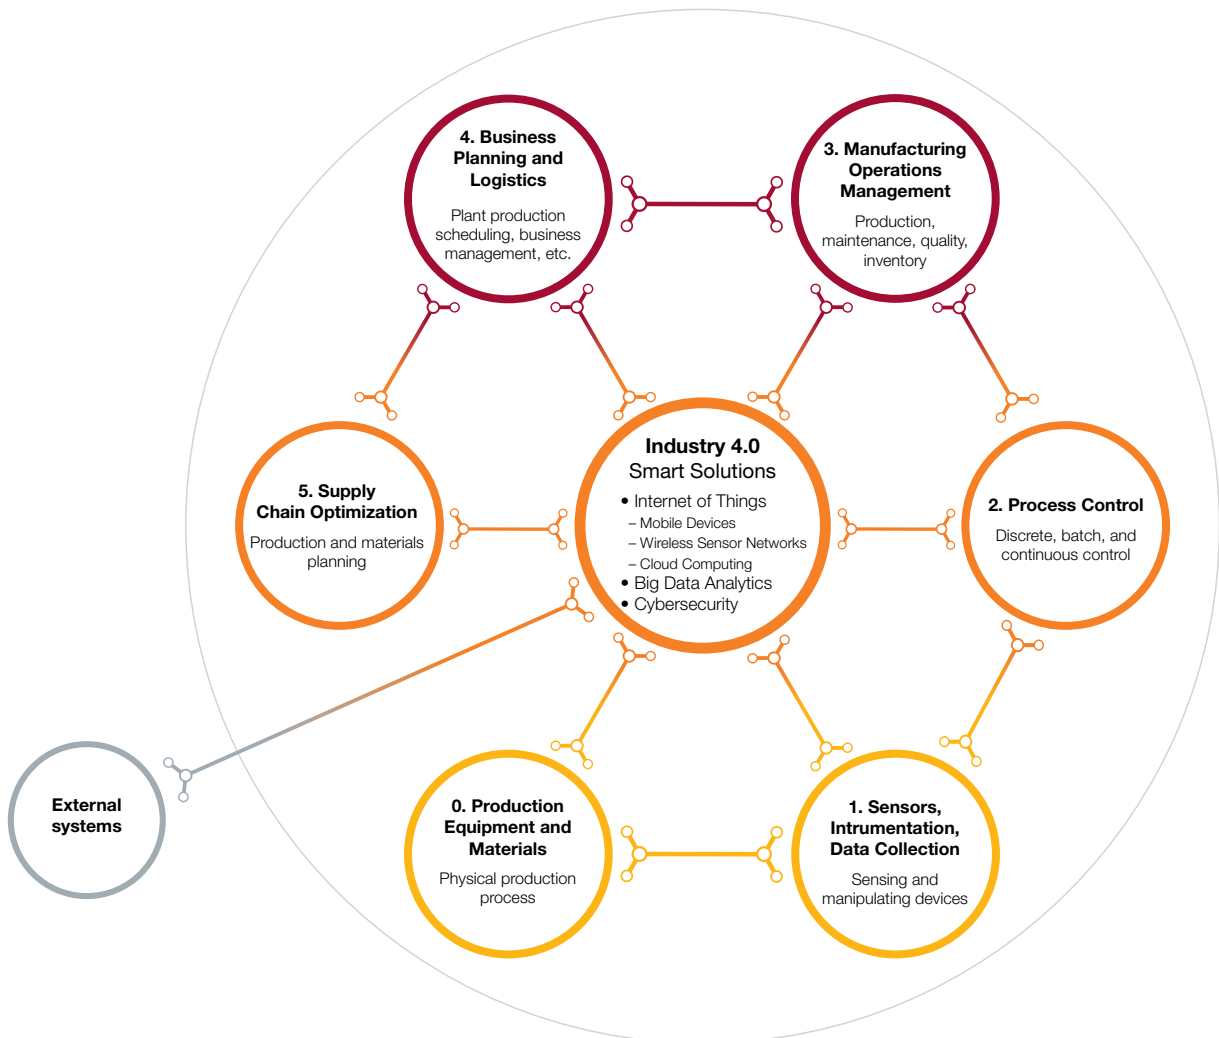 4. Business
Planning and
Logistics
Plant production
scheduling, business
management, etc.
3. Manufacturing
Operations
Management
Production,
maintenance, quality,
inventory
5. Supply
Chain Optimization
Production and materials
planning
Industry 4.0
Smart Solutions
• Internet of Things
– Mobile Devices
– Wireless Sensor Networks
– Cloud Computing
• Big Data Analytics
• Cybersecurity
2. Process Control
Discrete, batch, and
continuous control
External
systems
0. Production
Equipment and
Materials
Physical production
process
1. Sensors,
Intrumentation,
Data Collection
Sensing and
manipulating devices